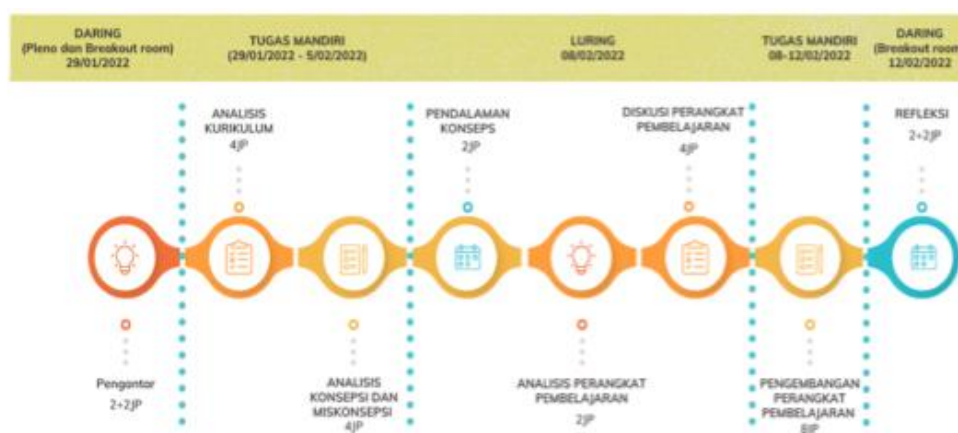 DARING
(Pleno dan Breakout room)
29/01/2022
TUGAS MANDIRI
(29/01/2022 - 5/02/2022)
LURING
08/02/2022
TUGAS MANDIRI
08-12/02/2022
DARING
(Breakout room
12/02/2022
ANALISIS
KURIKULUM
4JP
PENDALAMAN
KONSEPS
2JP
DISKUSI PERANGKAT
PEMBELAJARAN
4JP
REFLEKSI
2+2JP
Pengantar
2+2JP
ANALISIS
KONSEPSI DAN
MISKONSEPSI
4JP
ANALISIS PERANGKAT
PEMBELAJARAN
2JP
PENGEMBANGAN
PERANGKAT
PEMBELAJARAN
8JP